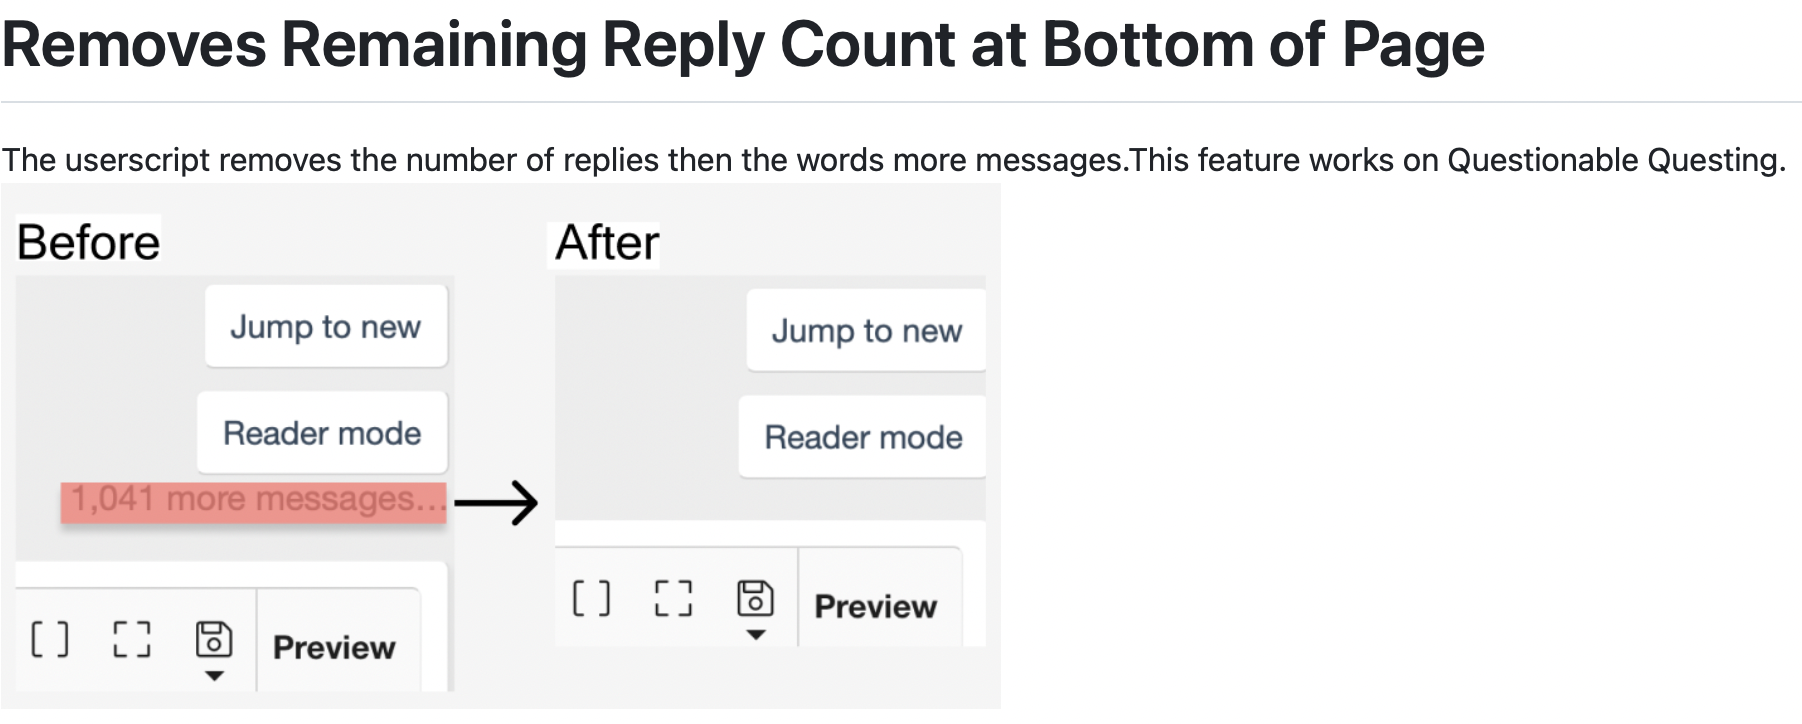 Removes Remaining Reply Count at Bottom of Page
The userscript removes the number of replies then the words more messages.This feature works on Questionable Questing.
Before
Jump to new
Reader mode
1,041 more messages...
[ ]
Preview
After
Jump to new
Reader mode
[ ]
Preview